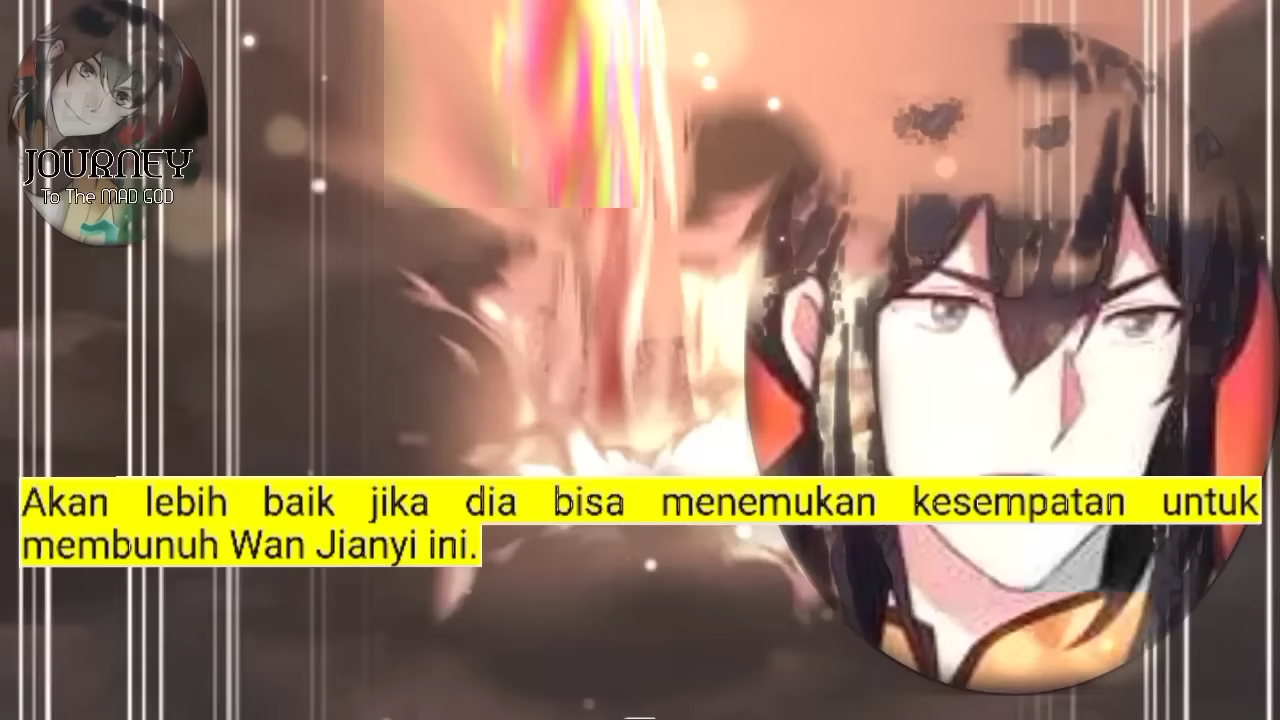 JOURNEY
To The MAD GOD
Akan lebih baik jika dia bisa menemukan kesempatan untuk
membunuh Wan Jianyi ini.